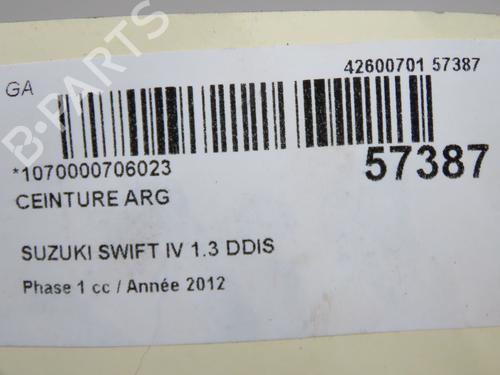 42600701 57387
GA
B-PARTS
*1070000706023
57387
CEINTURE ARG
SUZUKI SWIFT IV 1.3 DDIS
Phase 1 cc / Année 2012